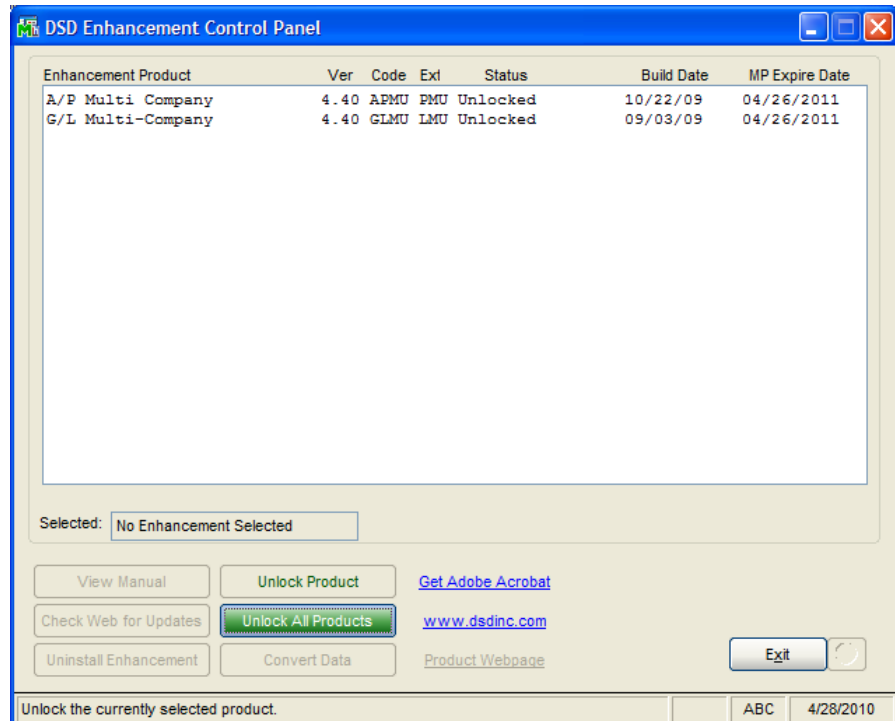 DSD Enhancement Control Panel
Enhancement Product Ver Code Ext Status Build Date MP Expire Date
A/P Multi Company 4.40 APMU PMU Unlocked 10/22/09 04/26/2011
G/L Multi-Company 4.40 GLMU LMU Unlocked 09/03/09 04/26/2011
Selected: No Enhancement Selected
View Manual Unlock Product Get Adobe Acrobat
Check Web for Updates Unlock All Products www.dsdinc.com
Uninstall Enhancement Convert Data Product Webpage Exit
Unlock the currently selected product. ABC 4/28/2010